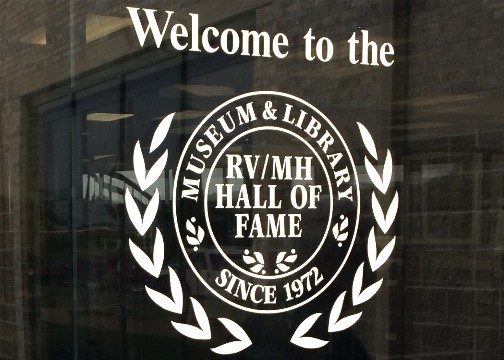 Welcome to the
MUSEUM & LIBRARY
RV/MH
HALL OF
FAME
SINCE 1972